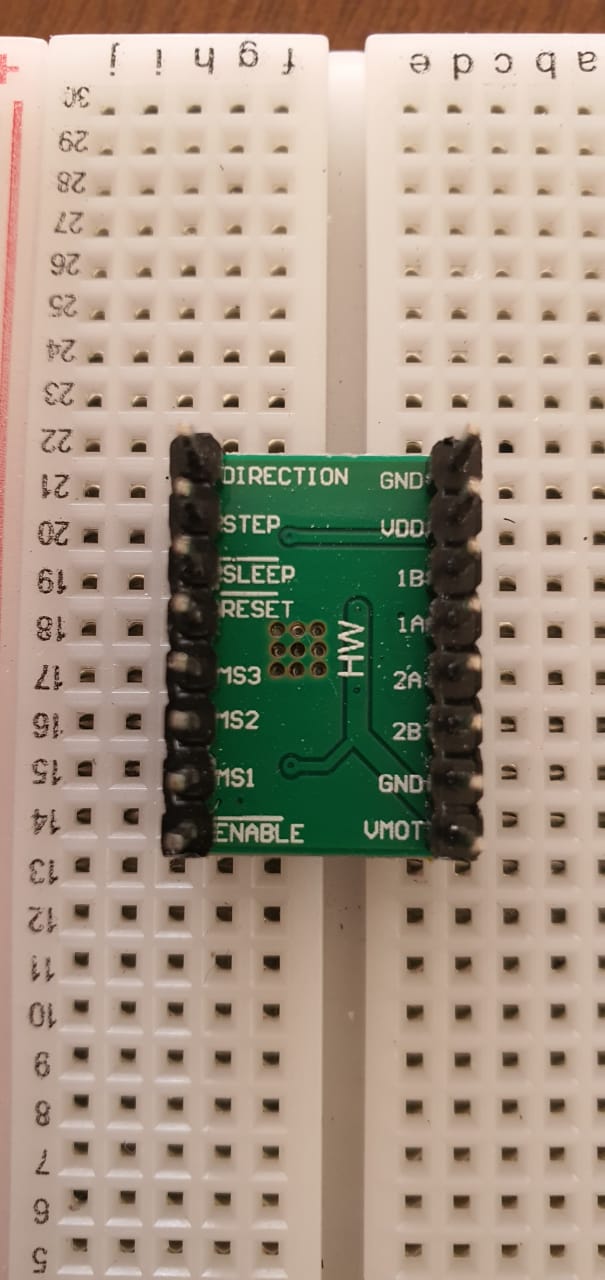 +
j i h g f e d c b a
30
29
28
27
26
25
24
23
22
21
20
19
18
17
16
15
14
13
12
11
10
9
8
7
6
5
DIRECTION GND
STEP VDD
SLEEP 1B
RESET 1A
HW
MS3 2A
MS2 2B
MS1 GND
ENABLE VMOT